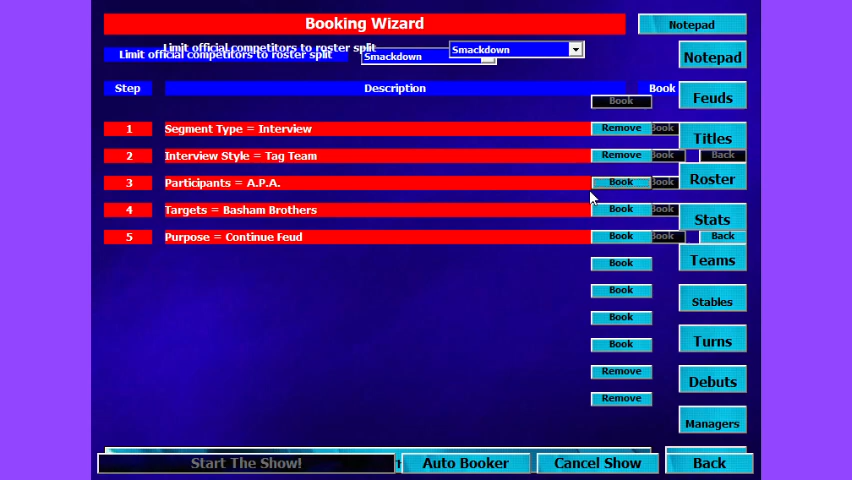 Booking Wizard
Notepad
Limit official competitors to roster split
Smackdown
Limit official competitors to roster split
Smackdown
Notepad
Step
Description
Book
Book
Feuds
1
Segment Type = Interview
Remove
Book
Titles
2
Interview Style = Tag Team
Remove
Book
Back
3
Participants = A.P.A.
Book
Book
Roster
4
Targets = Basham Brothers
Book
Book
Stats
5
Purpose = Continue Feud
Book
Book
Back
Book
Teams
Book
Stables
Book
Book
Turns
Remove
Debuts
Remove
Managers
Start The Show!
Auto Booker
Cancel Show
Back